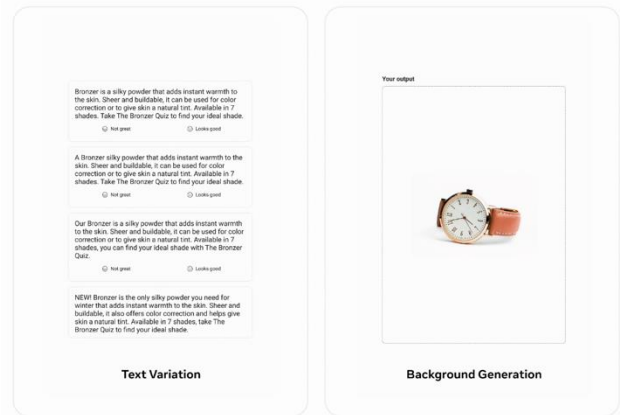 Bronzer is a silky powder that adds instant warmth to
the skin. Sheer and buildable, it can be used for color
correction or to give skin a natural tint. Available in 7
shades. Take The Bronzer Quiz to find your ideal shade.
Not great Looks good
A Bronzer silky powder that adds instant warmth to the
skin. Sheer and buildable, it can be used for color
correction or to give skin a natural tint. Available in 7
shades. Take The Bronzer Quiz to find your ideal shade.
Not great Looks good
Our Bronzer is a silky powder that adds instant warmth
to the skin. Sheer and buildable, it can be used for color
correction or to give skin a natural tint. Available in 7
shades, you can find your ideal shade with The Bronzer
Quiz.
Not great Looks good
NEW! Bronzer is the only silky powder you need for
winter that adds instant warmth to the skin. Sheer and
buildable, it also offers color correction and helps give
skin a natural tint. Available in 7 shades, take The
Bronzer Quiz to find your ideal shade.
Text Variation
Your output
Background Generation